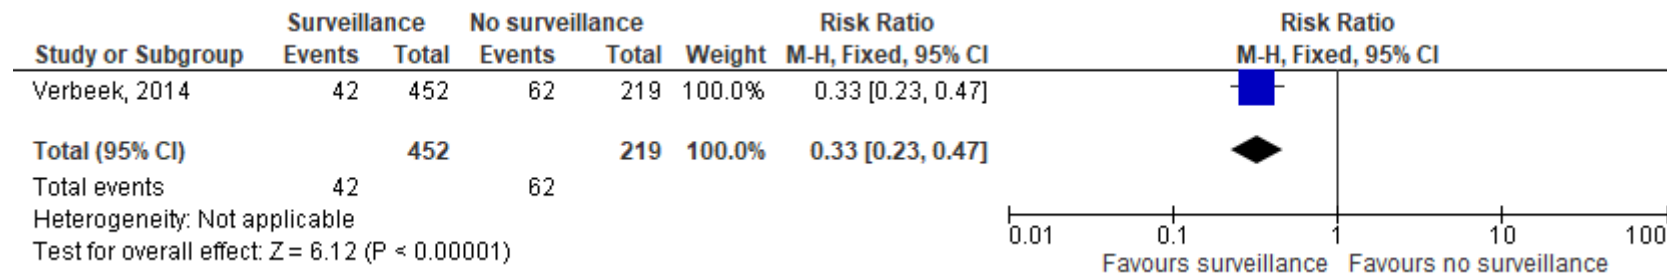 Surveillance No surveillance Risk Ratio Risk Ratio
Study or Subgroup Events Total Events Total Weight M-H, Fixed, 95% CI M-H, Fixed, 95% CI
Verbeek, 2014 42 452 62 219 100.0% 0.33 [0.23, 0.47]
Total (95% CI) 452 219 100.0% 0.33 [0.23, 0.47]
Total events 42 62
Heterogeneity: Not applicable
Test for overall effect: Z = 6.12 (P < 0.00001)
0.01 0.1 1 10 100
Favours surveillance Favours no surveillance